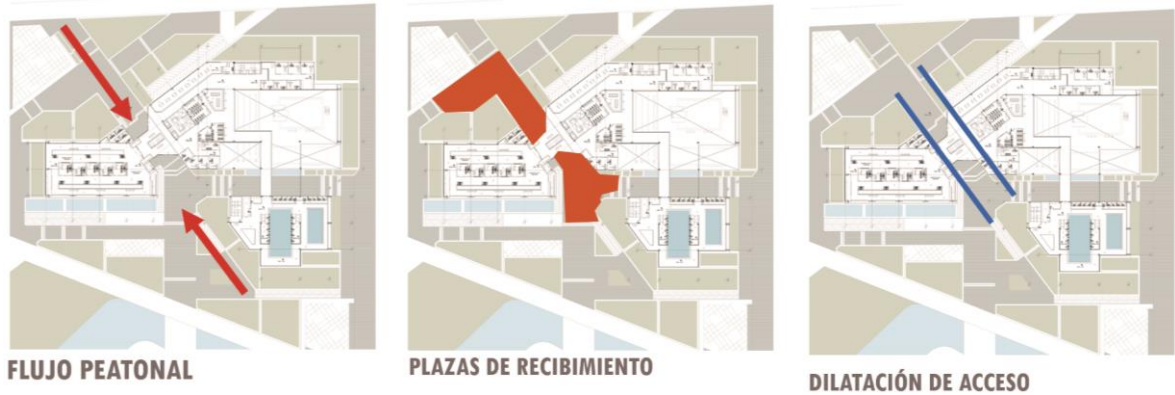 FLUJO PEATONAL
PLAZAS DE RECIBIMIENTO
DILATACIÓN DE ACCESO